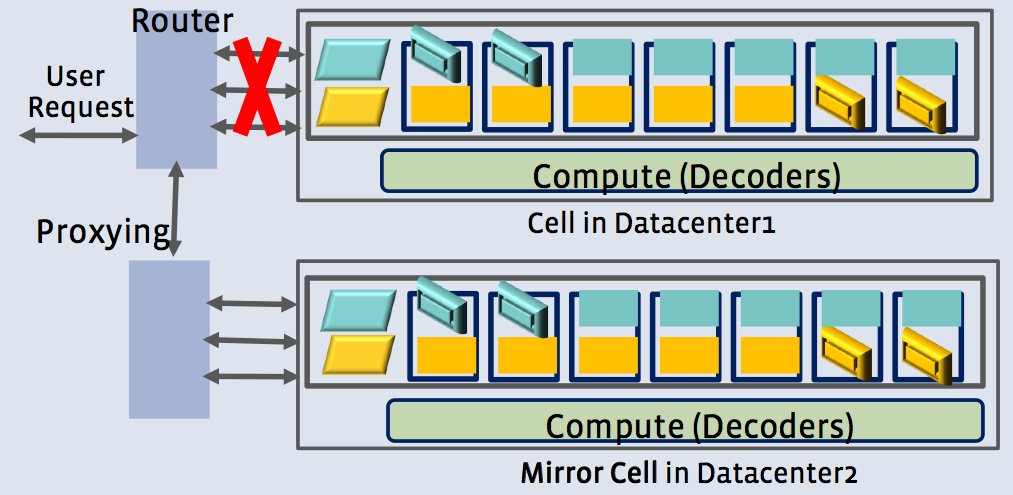 Router
User
Request
Compute (Decoders)
Cell in Datacenter1
Proxying
Compute (Decoders)
Mirror Cell in Datacenter2